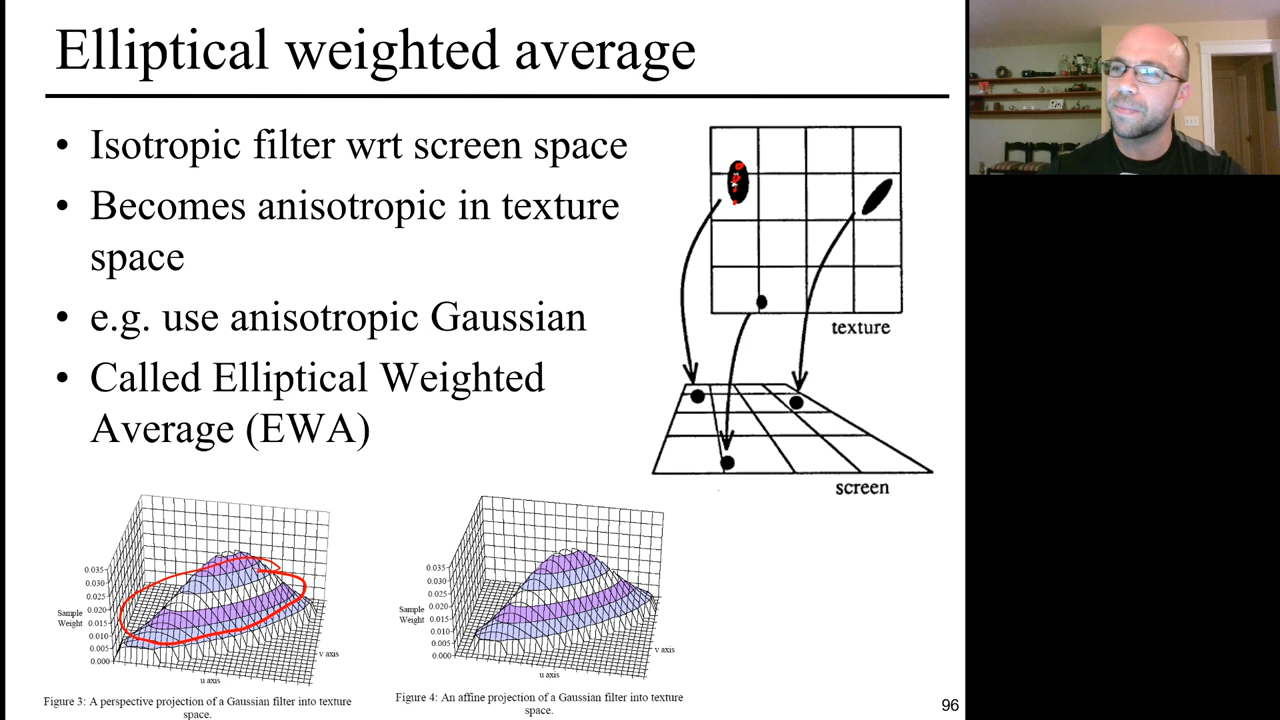 Elliptical weighted average
• Isotropic filter wrt screen space
• Becomes anisotropic in texture
space
• e.g. use anisotropic Gaussian
• Called Elliptical Weighted
Average (EWA)
texture
screen
0.035
0.030
0.025
0.020
0.015
0.010
0.005
0.000
Sample
Weight
u axis
v axis
Figure 3: A perspective projection of a Gaussian filter into texture
space.
0.035
0.030
0.025
0.020
0.015
0.010
0.005
0.000
Sample
Weight
u axis
v axis
Figure 4: An affine projection of a Gaussian filter into texture
space.
96